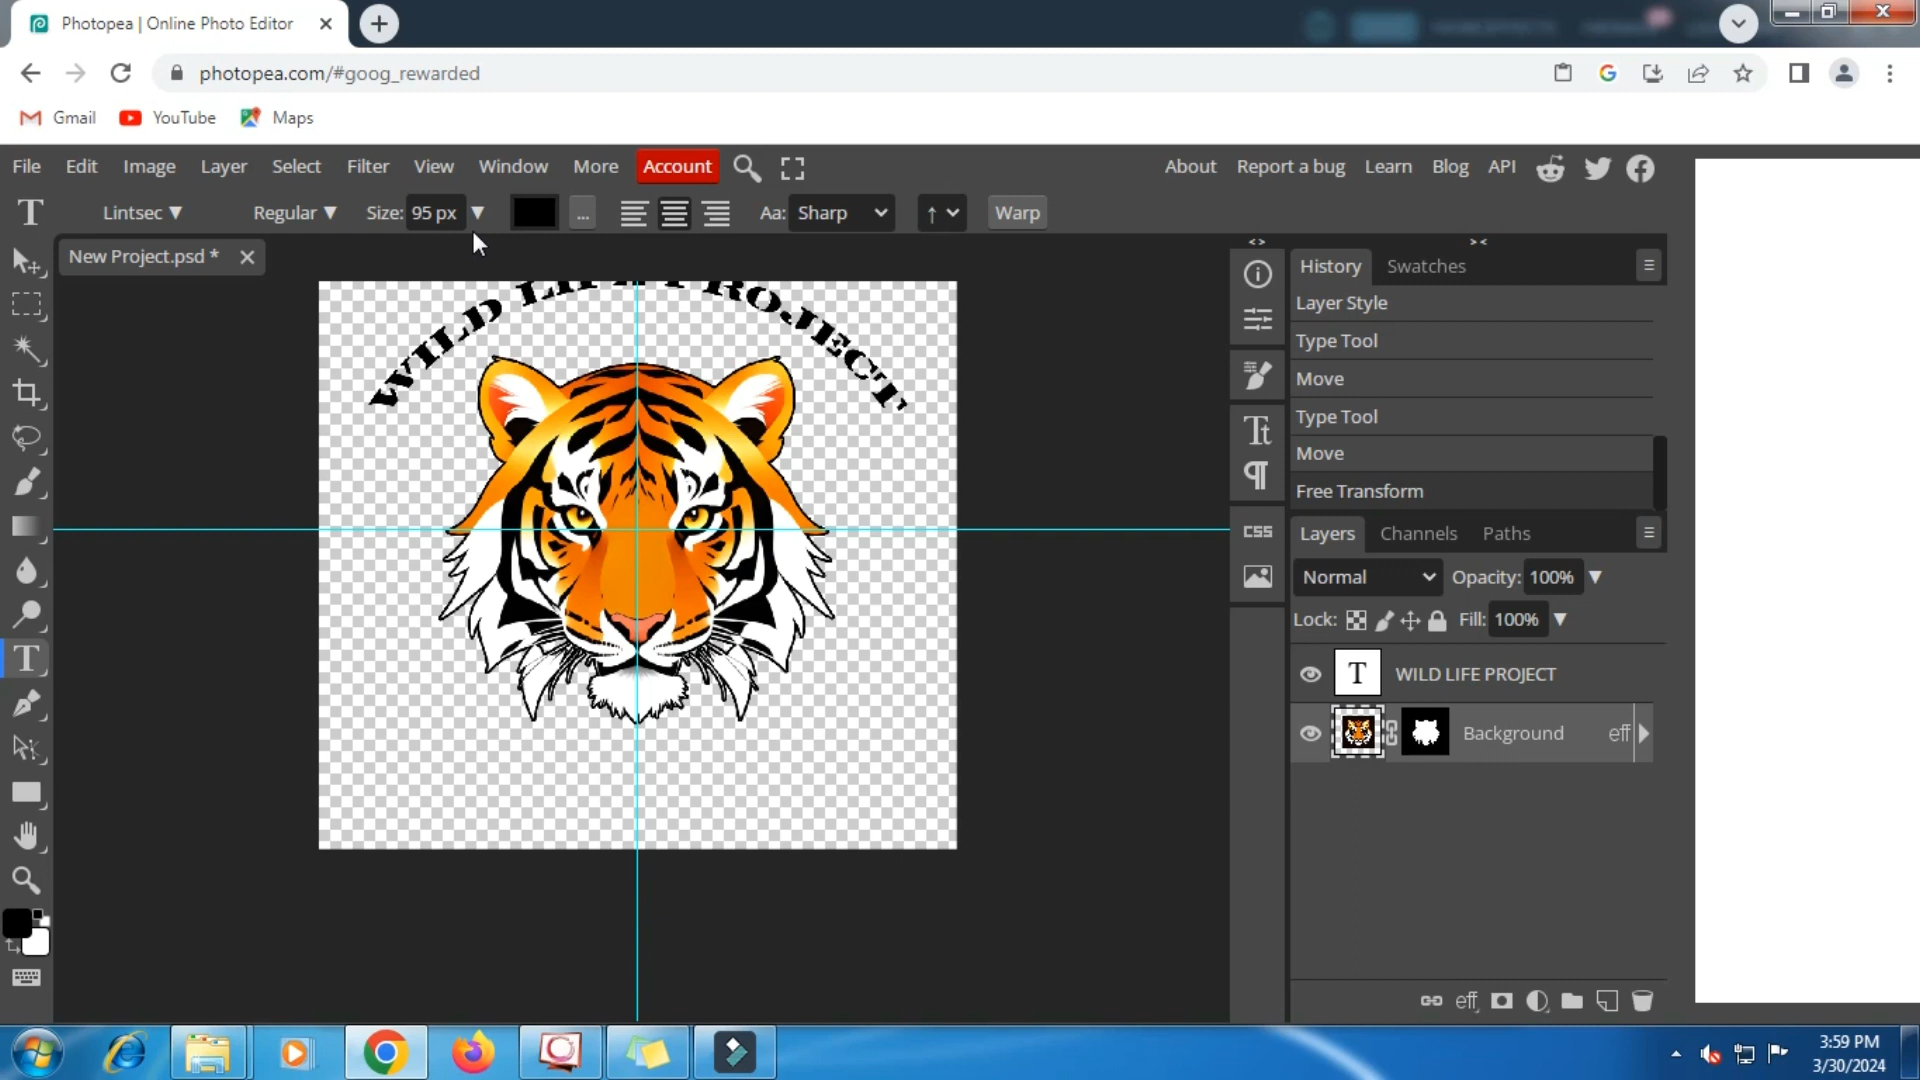 Photopea | Online Photo Editor
photopea.com/#goog_rewarded
Gmail YouTube Maps
File Edit Image Layer Select Filter View Window More Account About Report a bug Learn Blog API
T Lintsec ▼ Regular ▼ Size: 95 px ▼ ... Aa: Sharp Warp
New Project.psd *
WILD LIFE PROJECT
History Swatches
Layer Style
Type Tool
Move
Type Tool
Move
Free Transform
CSS
Layers Channels Paths
Normal Opacity: 100% ▼
Lock: Fill: 100% ▼
T WILD LIFE PROJECT
Background eff
eff
3:59 PM
3/30/2024